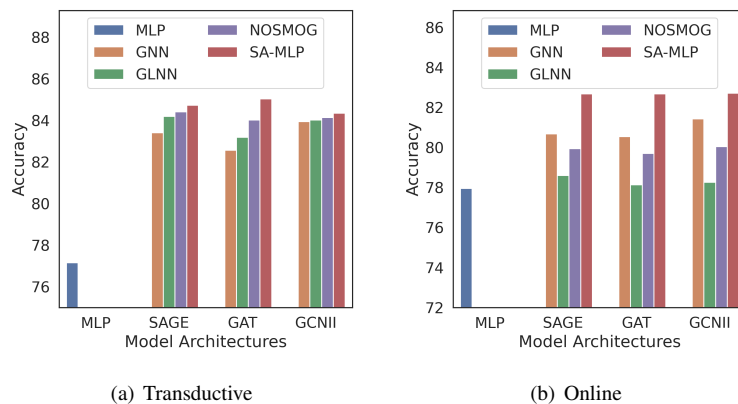 MLP
GNN
GLNN
NOSMOG
SA-MLP
88
86
84
82
80
78
76
Accuracy
MLP SAGE GAT GCNII
Model Architectures
(a) Transductive
MLP
GNN
GLNN
NOSMOG
SA-MLP
86
84
82
80
78
76
74
72
Accuracy
MLP SAGE GAT GCNII
Model Architectures
(b) Online